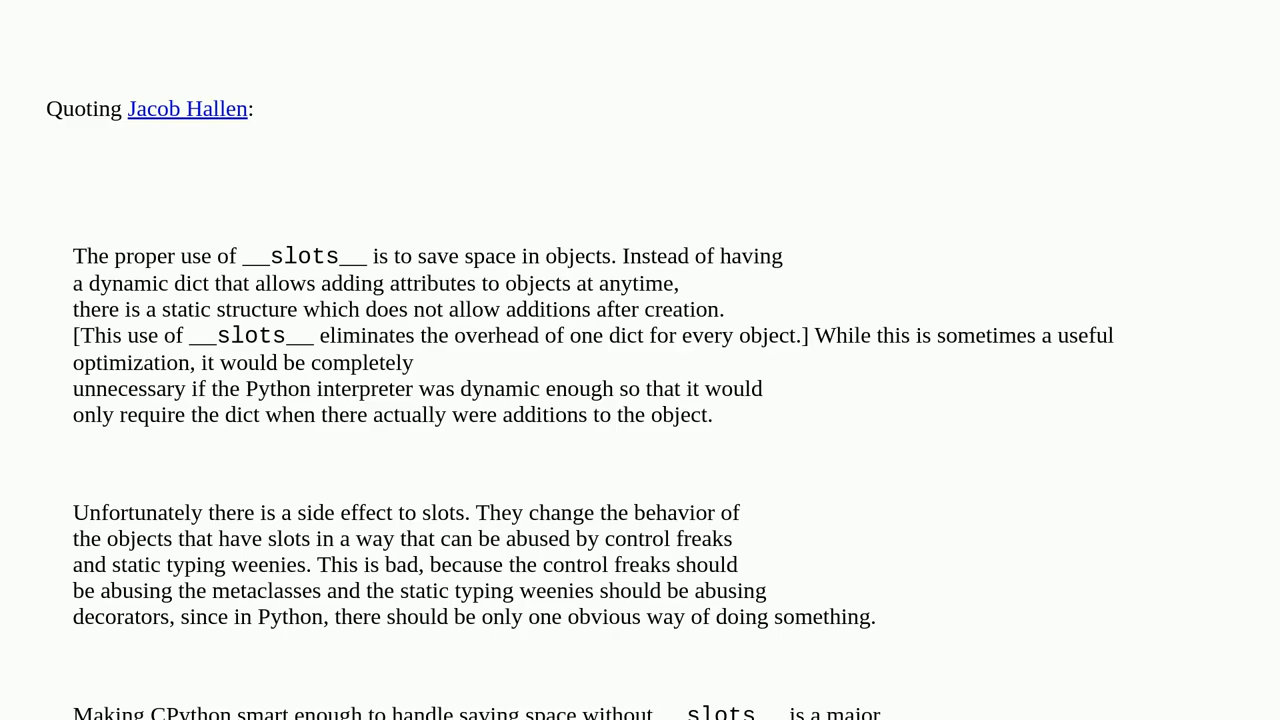 Quoting Jacob Hallen:
The proper use of __slots__ is to save space in objects. Instead of having
a dynamic dict that allows adding attributes to objects at anytime,
there is a static structure which does not allow additions after creation.
[This use of __slots__ eliminates the overhead of one dict for every object.] While this is sometimes a useful
optimization, it would be completely
unnecessary if the Python interpreter was dynamic enough so that it would
only require the dict when there actually were additions to the object.
Unfortunately there is a side effect to slots. They change the behavior of
the objects that have slots in a way that can be abused by control freaks
and static typing weenies. This is bad, because the control freaks should
be abusing the metaclasses and the static typing weenies should be abusing
decorators, since in Python, there should be only one obvious way of doing something.
Making CPython smart enough to handle saving space without __slots__ is a major